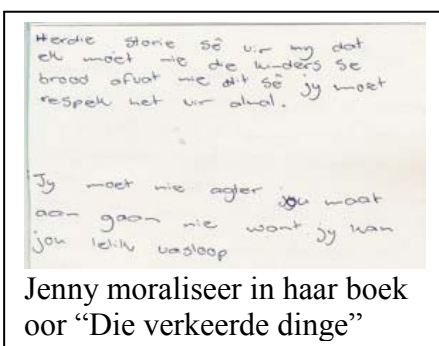 Hierdie storie sê vir my dat
ek moet nie die kinders se
brood afvat nie dit sê jy moet
respek het vir almal.
Jy moet nie agter jou maat
aan gaan nie want jy kan
jou lelik vasloop
Jenny moraliseer in haar boek
oor “Die verkeerde dinge”